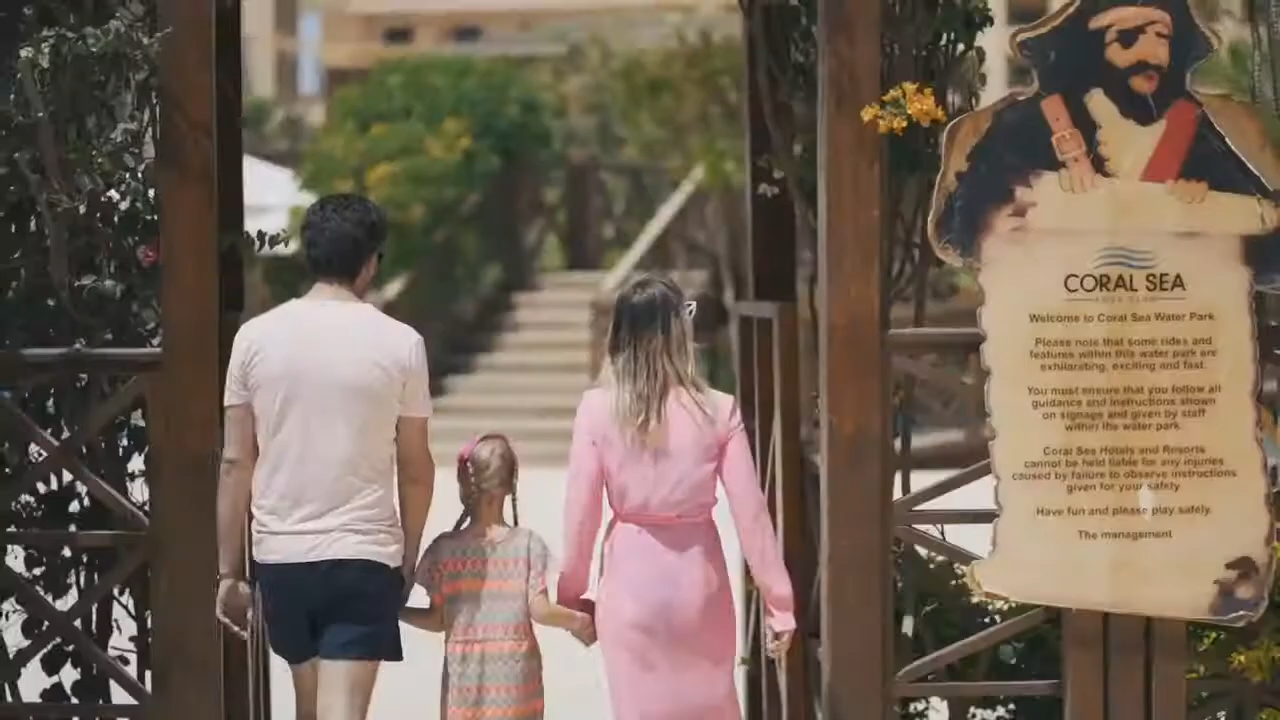 CORAL SEA
Welcome to Coral Sea Water Park.
Please note that some rides and
features within this water park are
exhilarating, exciting and fast.
You must ensure that you follow all
guidance and instructions shown
on signage and given by staff
within the water park.
Coral Sea Hotels and Resorts
cannot be held liable for any injuries
caused by failure to observe instructions
given for your safety
Have fun and please play safely.
The management